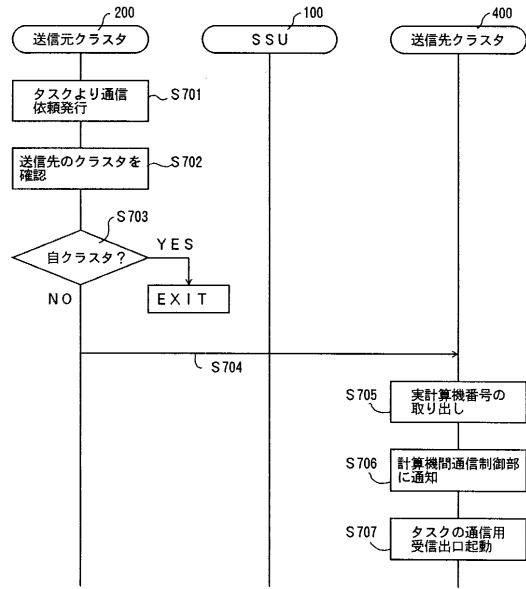 200
100
400
送信元クラスタ
SSU
送信先クラスタ
タスクより通信
依頼発行
S701
送信先のクラスタを
確認
S702
S703
自クラスタ?
YES
NO
EXIT
S704
S705
実計算機番号の
取り出し
S706
計算機間通信制御部
に通知
S707
タスクの通信用
受信出口起動